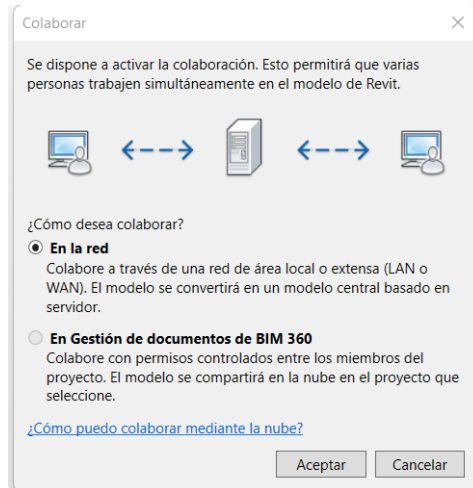 Colaborar
Se dispone a activar la colaboración. Esto permitirá que varias
personas trabajen simultáneamente en el modelo de Revit.
¿Cómo desea colaborar?
En la red
Colabore a través de una red de área local o extensa (LAN o
WAN). El modelo se convertirá en un modelo central basado en
servidor.
En Gestión de documentos de BIM 360
Colabore con permisos controlados entre los miembros del
proyecto. El modelo se compartirá en la nube en el proyecto que
seleccione.
¿Cómo puedo colaborar mediante la nube?
Aceptar Cancelar